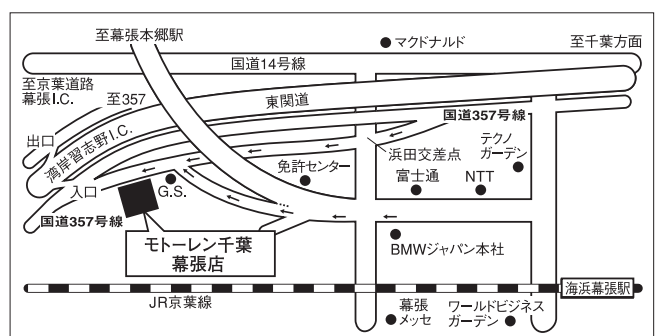 至幕張本郷駅
マクドナルド
至千葉方面
国道14号線
至京葉道路
幕張I.C.
至357
東関道
国道357号線
出口
湾岸習志野I.C.
浜田交差点
テクノ
ガーデン
免許センター
富士通
NTT
入口
G.S.
国道357号線
モトーレン千葉
幕張店
BMWジャパン本社
海浜幕張駅
JR京葉線
幕張
メッセ
ワールドビジネス
ガーデン